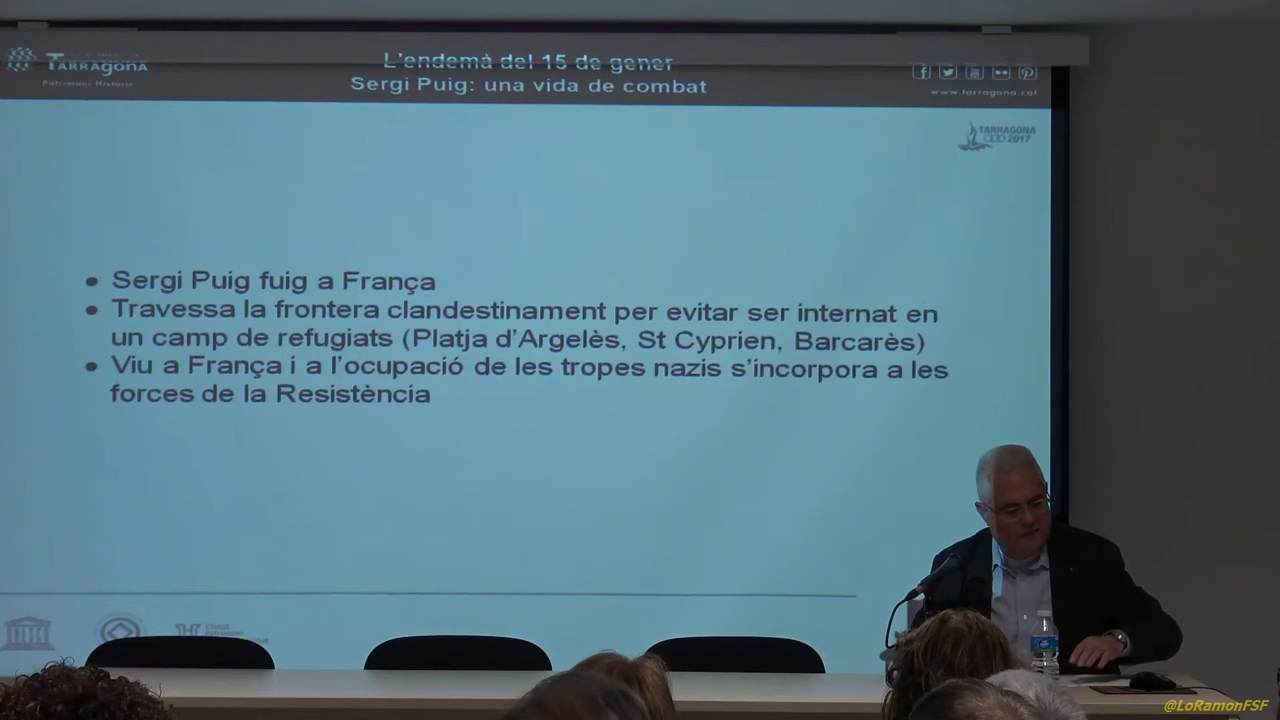 TARRAGONA
Patrimoni Històric
L'endemà del 15 de gener
Sergi Puig: una vida de combat
www.tarragona.cat
TARRAGONA
2017
• Sergi Puig fuig a França
• Travessa la frontera clandestinament per evitar ser internat en
un camp de refugiats (Platja d'Argelès, St Cyprien, Barcarès)
• Viu a França i a l'ocupació de les tropes nazis s'incorpora a les
forces de la Resistència
@LoRamonFSF